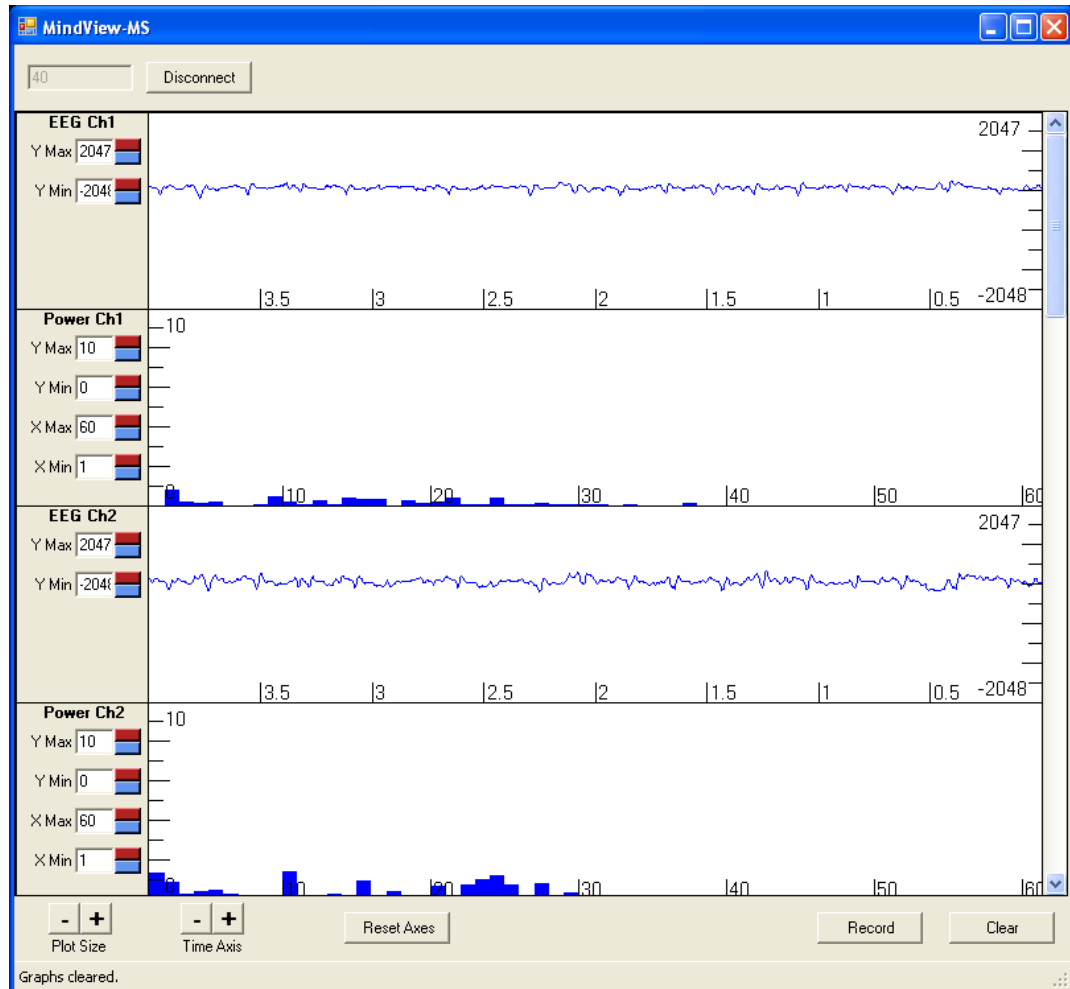 MindView-MS
40 Disconnect
EEG Ch1
Y Max 2047
Y Min -2048
2047
3.5 3 2.5 2 1.5 1 0.5 -2048
Power Ch1
Y Max 10
Y Min 0
X Max 60
X Min 1
10
0 10 20 30 40 50 60
EEG Ch2
Y Max 2047
Y Min -2048
2047
3.5 3 2.5 2 1.5 1 0.5 -2048
Power Ch2
Y Max 10
Y Min 0
X Max 60
X Min 1
10
0 10 20 30 40 50 60
- + - + Reset Axes Record Clear
Plot Size Time Axis
Graphs cleared.